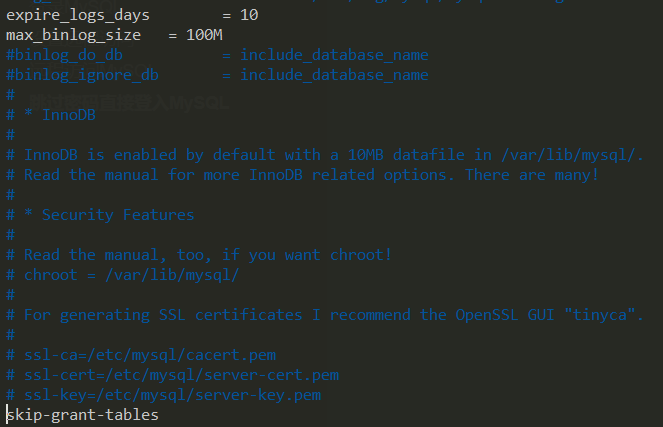 expire_logs_days         = 10
max_binlog_size   = 100M
#binlog_do_db             = include_database_name
#binlog_ignore_db        = include_database_name
#
# * InnoDB
#
# InnoDB is enabled by default with a 10MB datafile in /var/lib/mysql/.
# Read the manual for more InnoDB related options. There are many!
#
# * Security Features
#
# Read the manual, too, if you want chroot!
# chroot = /var/lib/mysql/
#
# For generating SSL certificates I recommend the OpenSSL GUI "tinyca".
#
# ssl-ca=/etc/mysql/cacert.pem
# ssl-cert=/etc/mysql/server-cert.pem
# ssl-key=/etc/mysql/server-key.pem
skip-grant-tables